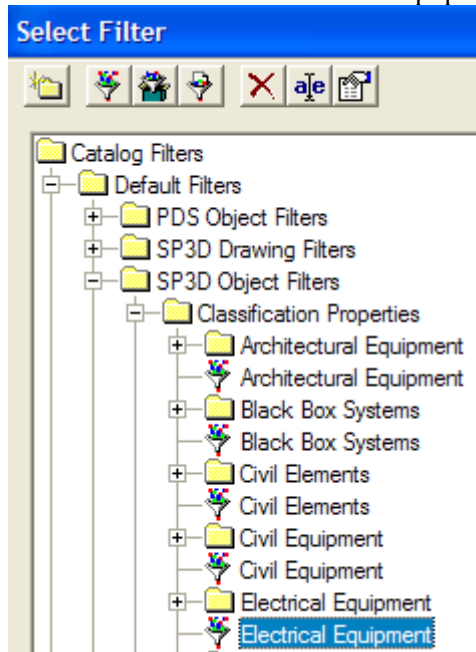 Select Filter
a e
Catalog Filters
Default Filters
PDS Object Filters
SP3D Drawing Filters
SP3D Object Filters
Classification Properties
Architectural Equipment
Architectural Equipment
Black Box Systems
Black Box Systems
Civil Elements
Civil Elements
Civil Equipment
Civil Equipment
Electrical Equipment
Electrical Equipment